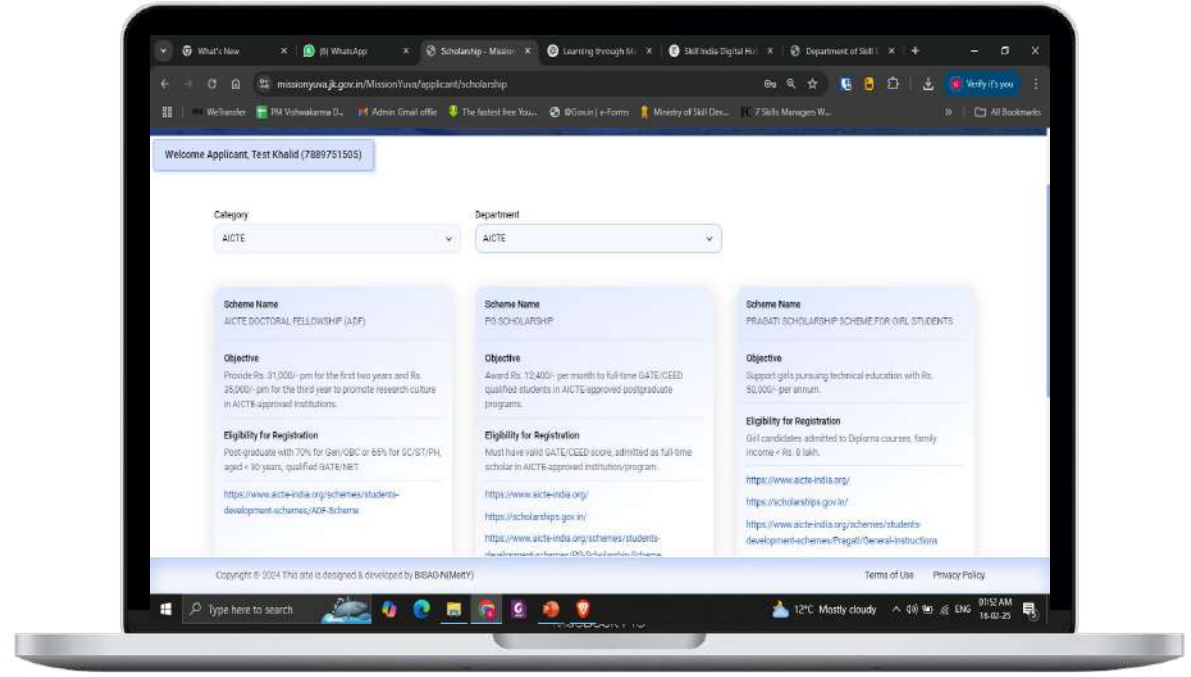 What's New
WhatsApp
Scholarship - Mission
Learning through M
Skill India Digital Hu
Department of Skill
missionyuva.jk.gov.in/MissionYuva/applicant/scholarship
Verify it's you
WeTransfer
PM Vishwakarma D...
Admin Gmail offie
The fastest free You...
e-Forms
Ministry of Skill Dev...
7 Skills Managers W...
»
All Bookmarks
Welcome Applicant, Test Khalid (7889751505)
Category
Department
AICTE
AICTE
Scheme Name
AICTE DOCTORAL FELLOWSHIP (ADF)
Objective
Provide Rs. 31,000/- pm for the first two years and Rs.
35,000/- pm for the third year to promote research culture
in AICTE-approved institutions.
Eligibility for Registration
Post-graduate with 70% for Gen/OBC or 65% for SC/ST/PH,
aged < 30 years, qualified GATE/NET.
https://www.aicte-india.org/schemes/students-
development-schemes/ADF-Scheme
Scheme Name
PG SCHOLARSHIP
Objective
Award Rs. 12,400/- per month to full-time GATE/CEED
qualified students in AICTE-approved postgraduate
programs.
Eligibility for Registration
Must have valid GATE/CEED score, admitted as full-time
scholar in AICTE-approved institution/program.
https://www.aicte-india.org/
https://scholarships.gov.in/
https://www.aicte-india.org/schemes/students-
development-schemes/PG-Scholarship-Scheme
Scheme Name
PRAGATI SCHOLARSHIP SCHEME FOR GIRL STUDENTS
Objective
Support girls pursuing technical education with Rs.
50,000/- per annum.
Eligibility for Registration
Girl candidates admitted to Diploma courses, family
income < Rs. 8 lakh.
https://www.aicte-india.org/
https://scholarships.gov.in/
https://www.aicte-india.org/schemes/students-
development-schemes/Pragati/General-Instructions
Copyright © 2024 This site is designed & developed by BISAG-N(MeitY)
Terms of Use
Privacy Policy
Type here to search
12°C Mostly cloudy
ENG
01:52 AM
16-02-25